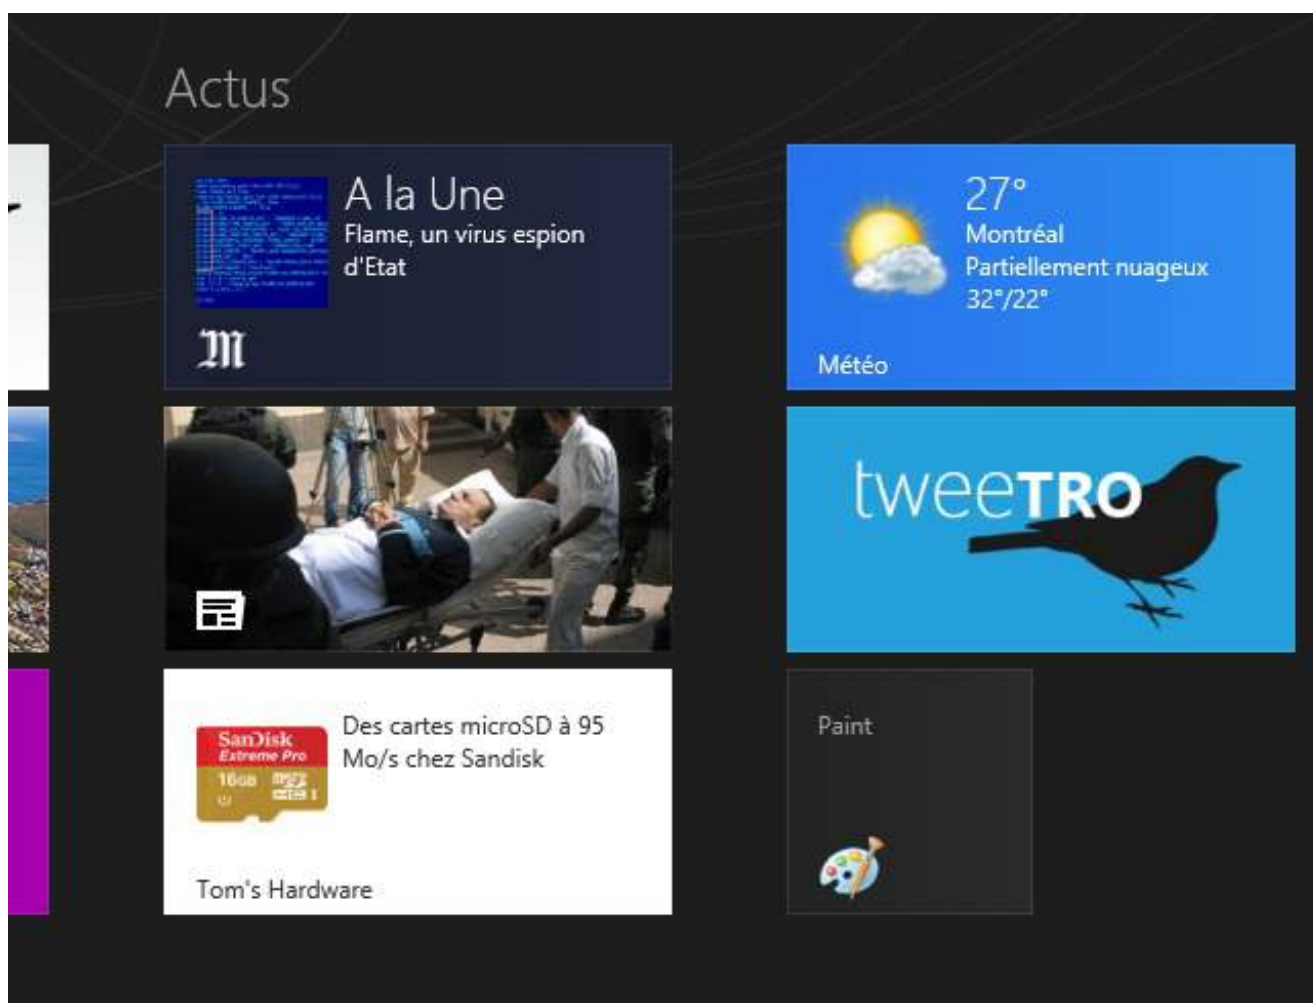 Actus
A la Une
Flame, un virus espion
d'Etat
M
27°
Montréal
Partiellement nuageux
32°/22°
Météo
tweeTRO
SanDisk
Extreme Pro
16GB
Des cartes microSD à 95
Mo/s chez Sandisk
Tom's Hardware
Paint